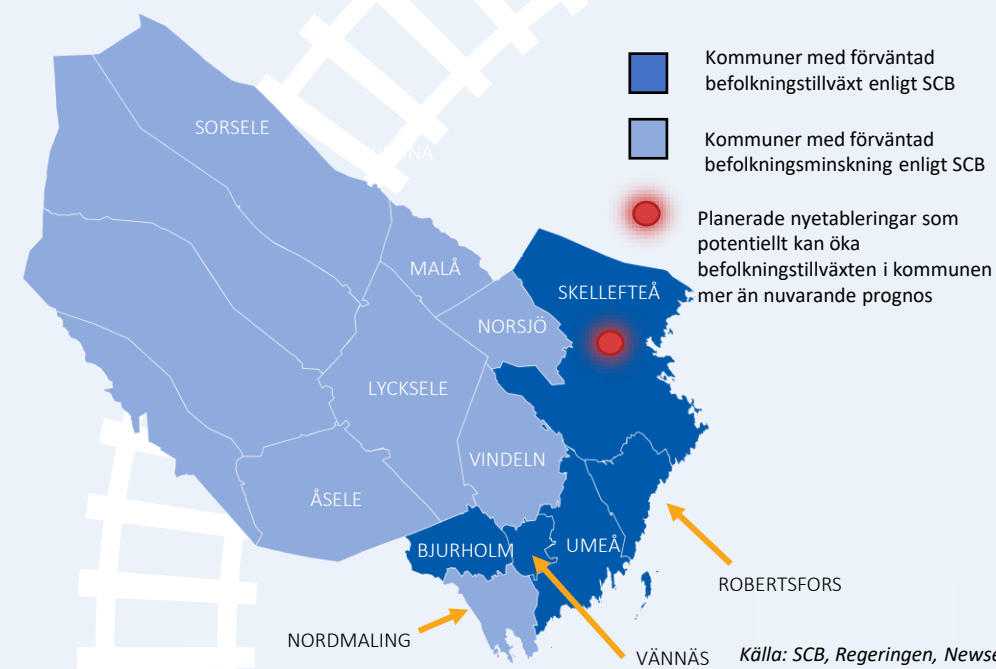 Kommuner med förväntad
befolkningstillväxt enligt SCB
Kommuner med förväntad
befolkningsminskning enligt SCB
Planerade nyetableringar som
potentiellt kan öka
befolkningstillväxten i kommunen
mer än nuvarande prognos
SORSELE
KIRUNA
MALÅ
SKELLEFTEÅ
NORSJÖ
LYCKSELE
VINDELN
ÅSELE
BJURHOLM
UMEÅ
ROBERTSFORS
NORDMALING
VÄNNÄS
Källa: SCB, Regeringen, Newse